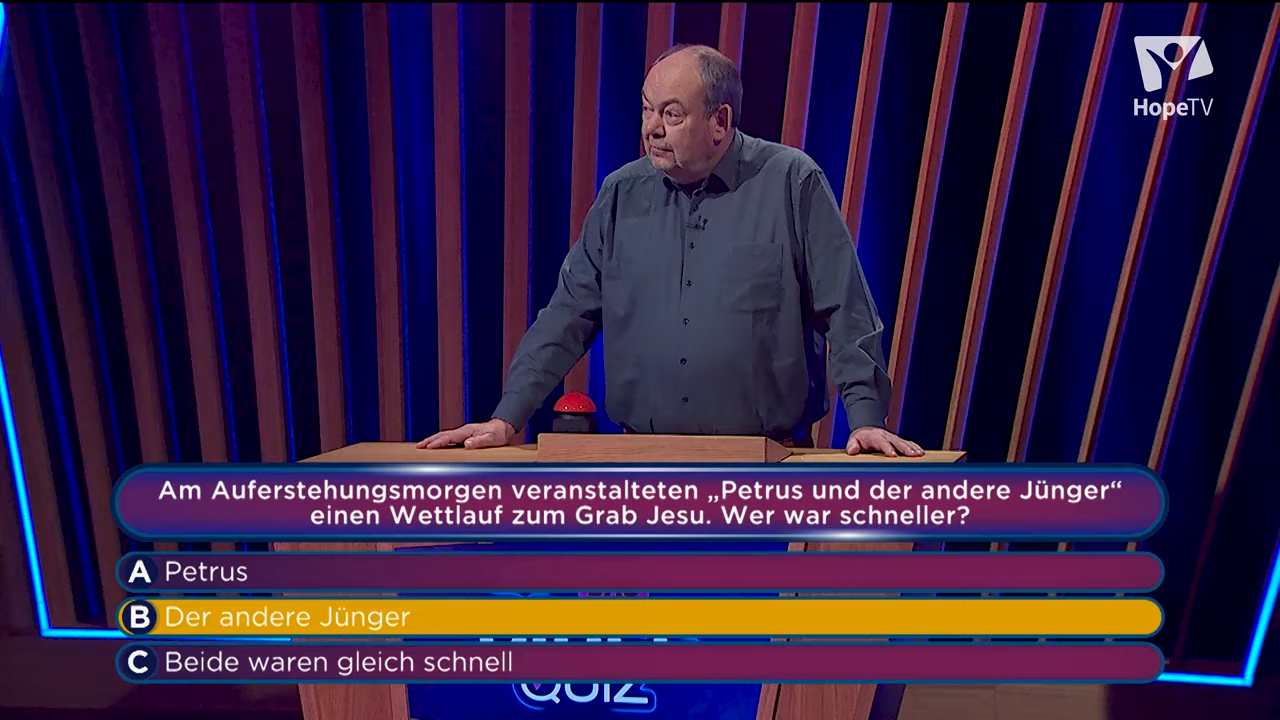 HopeTV
Am Auferstehungsmorgen veranstalteten „Petrus und der andere Jünger“
einen Wettlauf zum Grab Jesu. Wer war schneller?
A Petrus
B Der andere Jünger
C Beide waren gleich schnell
QUIZ